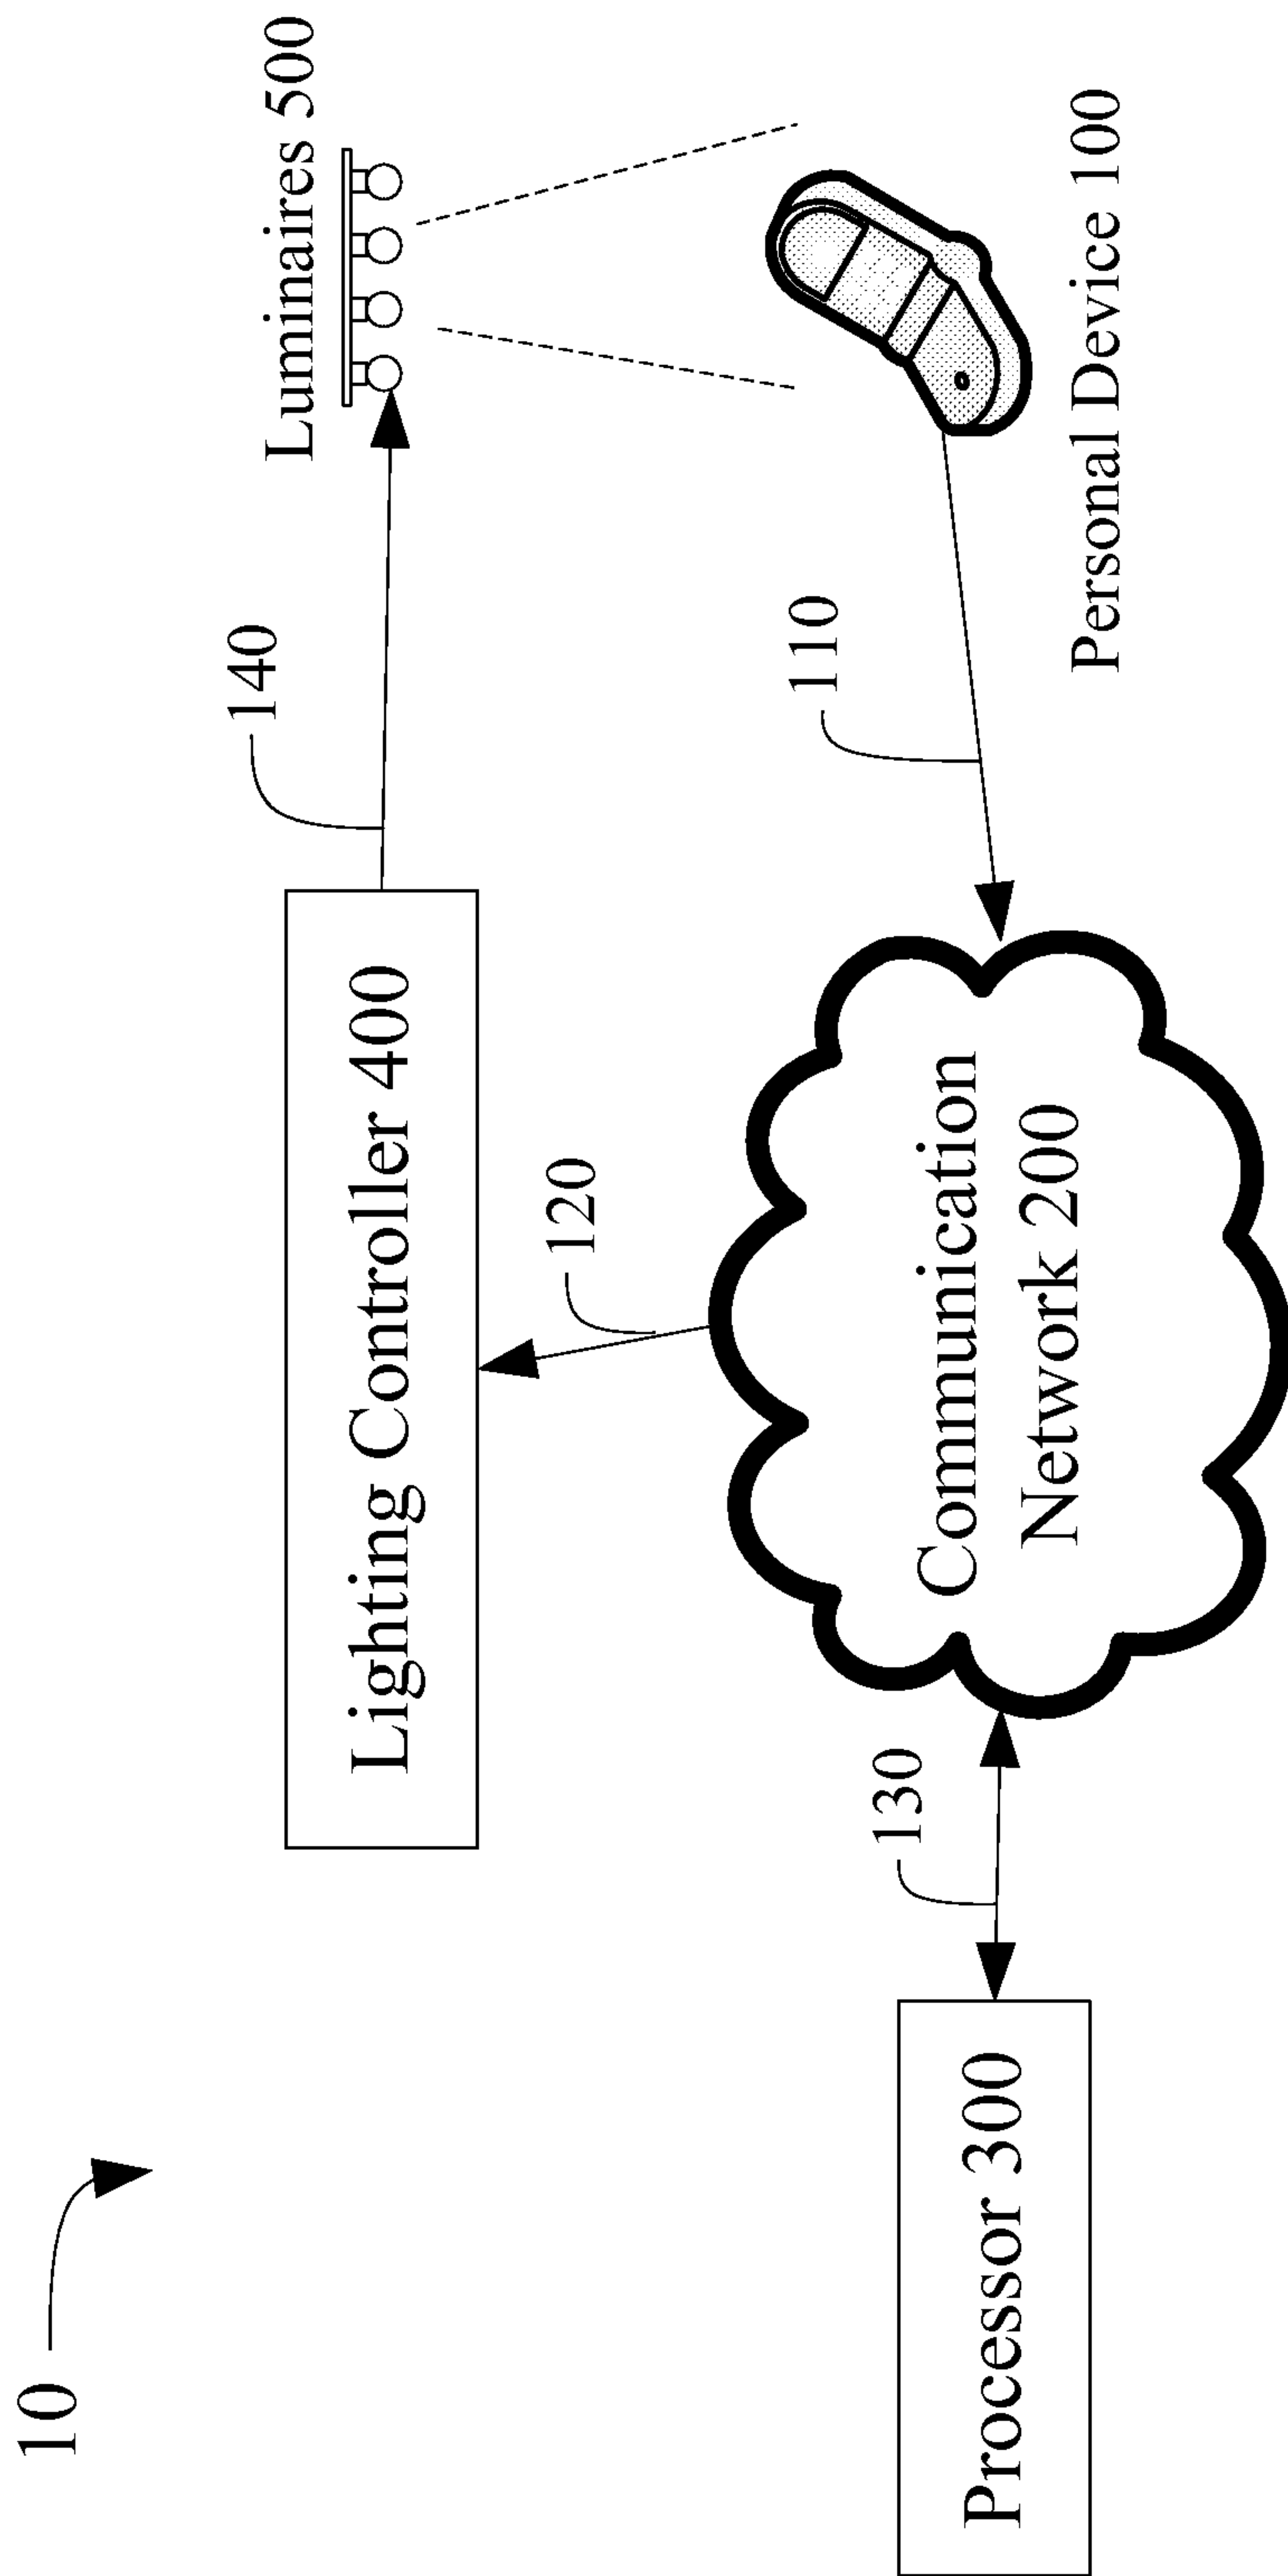 10
Lighting Controller 400
140
Luminaires 500
120
110
130
Processor 300
Communication
Network 200
Personal Device 100